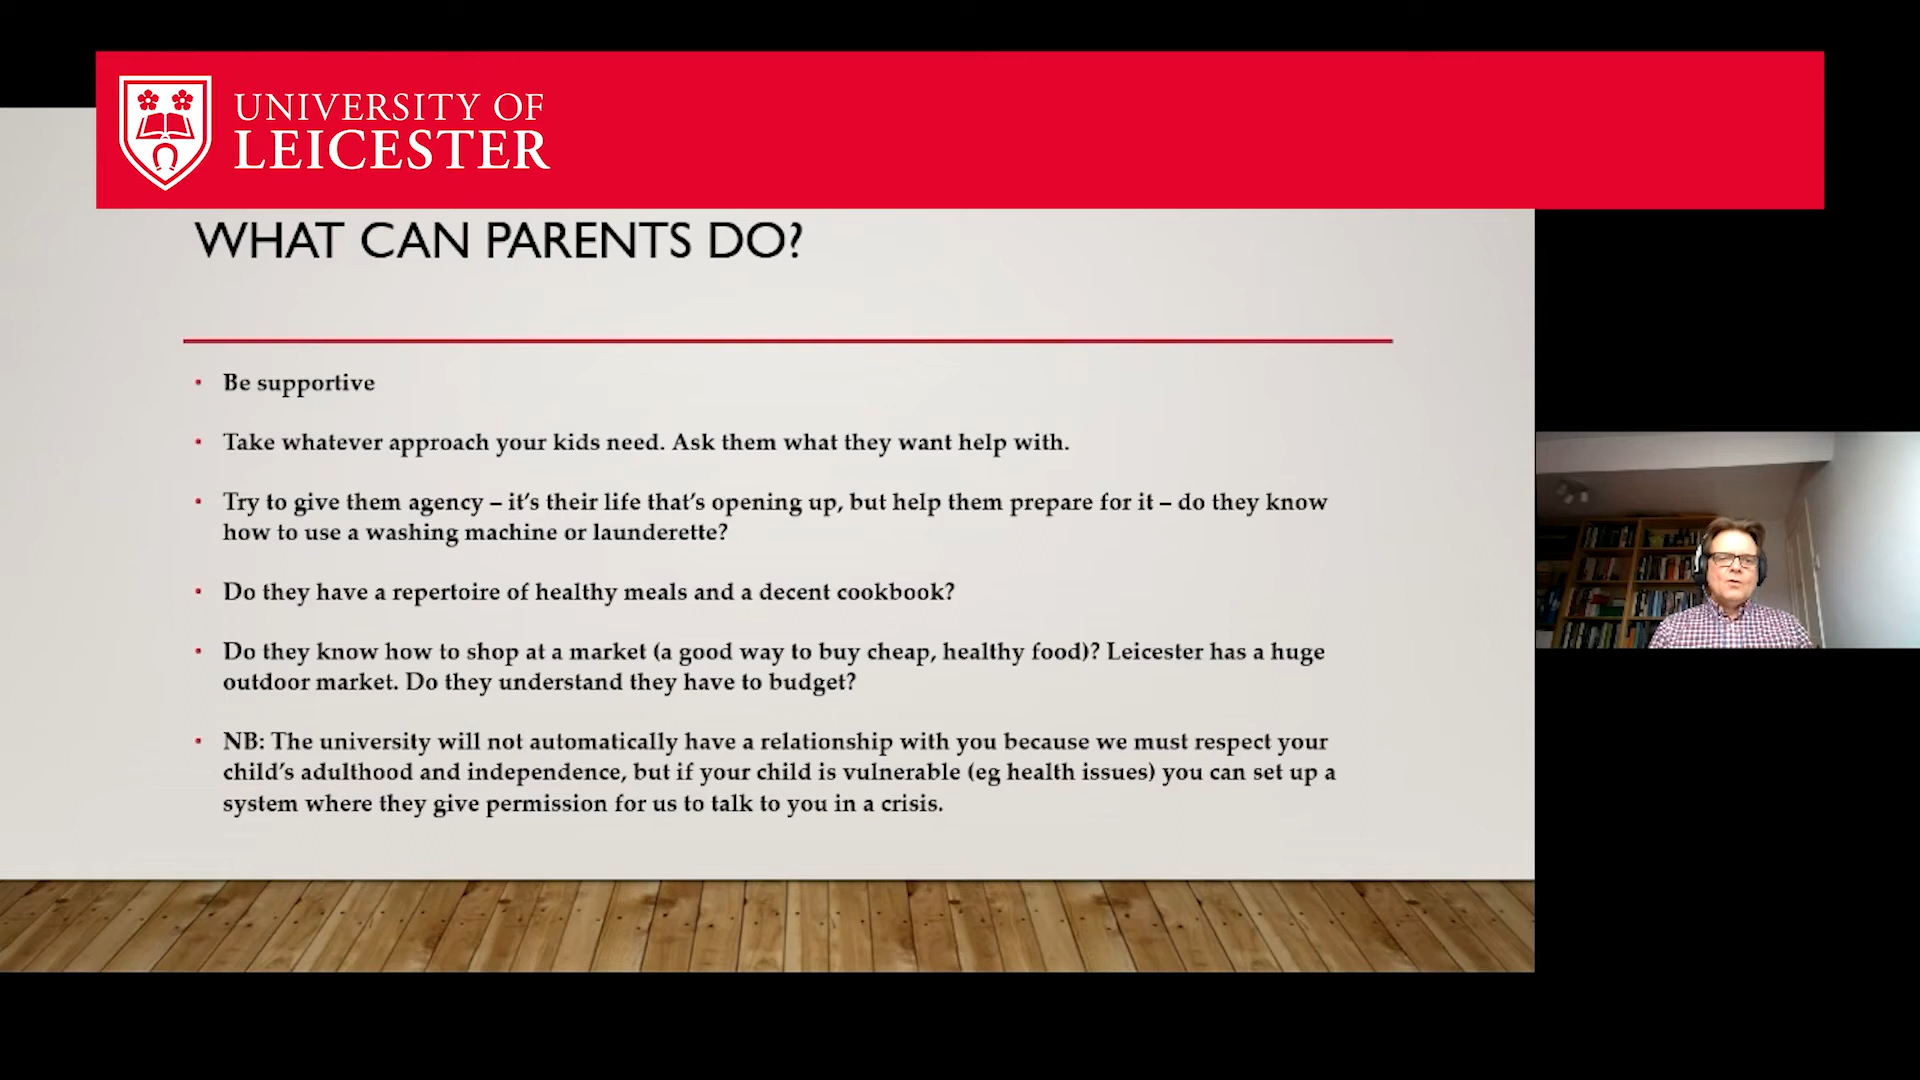 UNIVERSITY OF
LEICESTER
WHAT CAN PARENTS DO?
• Be supportive
• Take whatever approach your kids need. Ask them what they want help with.
• Try to give them agency – it's their life that's opening up, but help them prepare for it – do they know
how to use a washing machine or launderette?
• Do they have a repertoire of healthy meals and a decent cookbook?
• Do they know how to shop at a market (a good way to buy cheap, healthy food)? Leicester has a huge
outdoor market. Do they understand they have to budget?
• NB: The university will not automatically have a relationship with you because we must respect your
child's adulthood and independence, but if your child is vulnerable (eg health issues) you can set up a
system where they give permission for us to talk to you in a crisis.